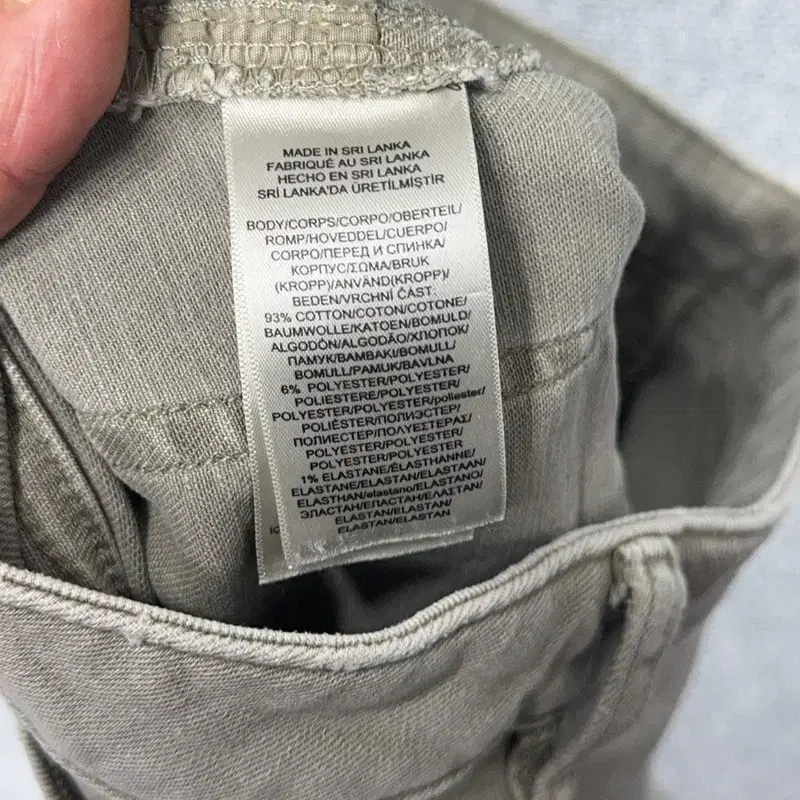 MADE IN SRI LANKA
FABRIQUÉ AU SRI LANKA
HECHO EN SRI LANKA
SRİ LANKA'DA ÜRETİLMİŞTİR
BODY/CORPS/CORPO/OBERTEIL/
ROMP/HOVEDDEL/CUERPO/
CORPO/ПЕРЕД И СПИНКА/
КОРПУС/ΣΩΜΑ/BRUK
(KROPP)/ANVÄND(KROPP)/
BEDEN/VRCHNÍ ČÁST:
93% COTTON/COTON/COTONE/
BAUMWOLLE/KATOEN/BOMULD/
ALGODÓN/ALGODÃO/ХЛОПОК/
ПАМУК/ΒΑΜΒΑΚΙ/BOMULL/
BOMULL/PAMUK/BAVLNA
6% POLYESTER/POLYESTER/
POLIESTERE/POLYESTER/
POLYESTER/POLYESTER/poliester/
POLIÉSTER/ПОЛИЭСТЕР/
ПОЛИЕСТЕР/ΠΟΛΥΕΣΤΕΡΑΣ/
POLYESTER/POLYESTER/
POLYESTER/POLYESTER
1% ELASTANE/ÉLASTHANNE/
ELASTANE/ELASTAN/ELASTAAN/
ELASTHAN/elastano/ELASTANO/
ЭЛАСТАН/ЕЛАСТАН/ΕΛΑΣΤΑΝ/
ELASTAN/ELASTAN/
ELASTAN/ELASTAN